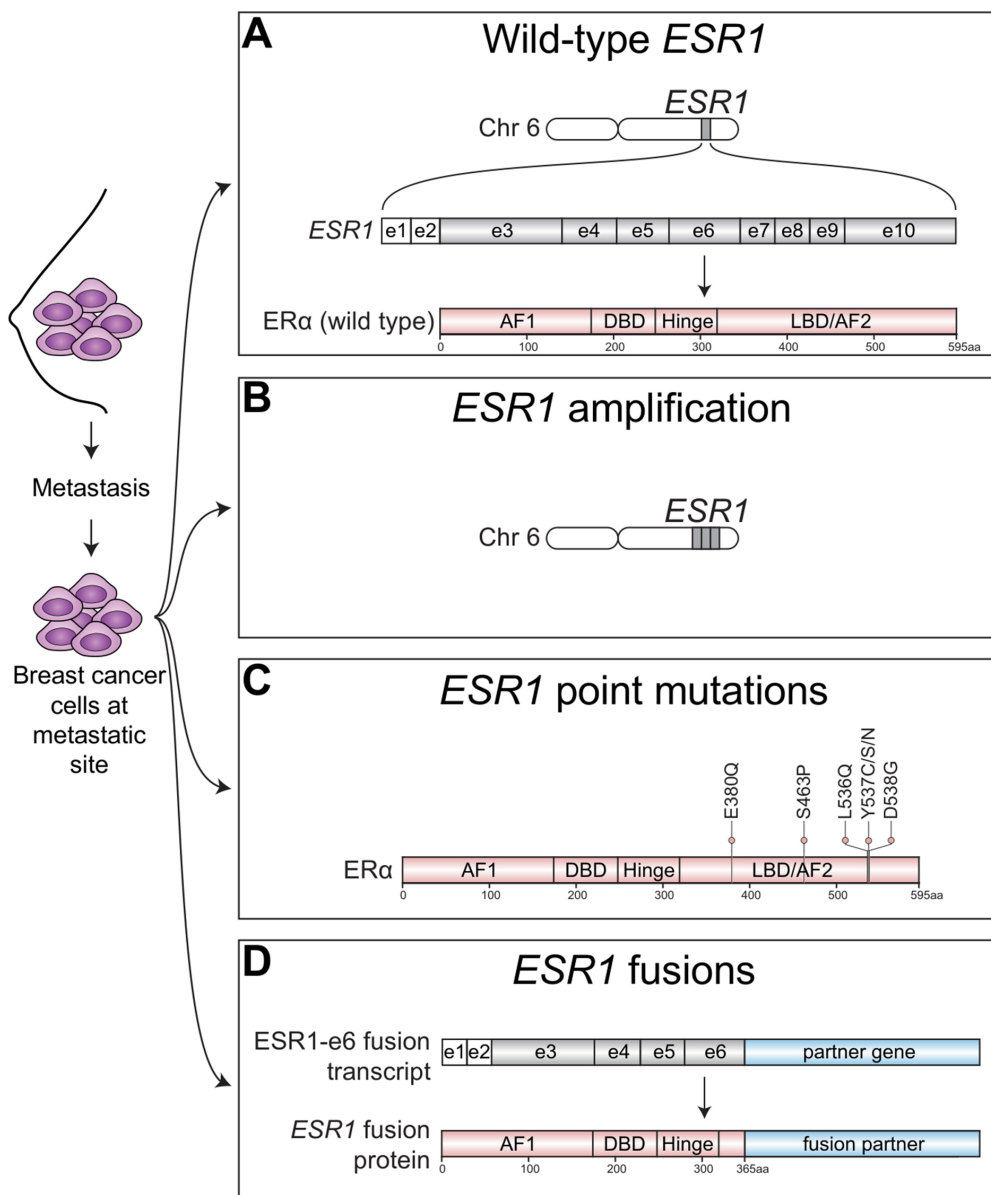 Metastasis
Breast cancer
cells at
metastatic
site
A
Wild-type ESR1
ESR1
Chr 6
ESR1 e1 e2 e3 e4 e5 e6 e7 e8 e9 e10
ERα (wild type) AF1 DBD Hinge LBD/AF2
0 100 200 300 400 500 595aa
B
ESR1 amplification
ESR1
Chr 6
C
ESR1 point mutations
E380Q
S463P
L536Q
Y537C/S/N
D538G
ERα AF1 DBD Hinge LBD/AF2
0 100 200 300 400 500 595aa
D
ESR1 fusions
ESR1-e6 fusion
transcript
e1 e2 e3 e4 e5 e6 partner gene
ESR1 fusion
protein
AF1 DBD Hinge fusion partner
0 100 200 300 365aa